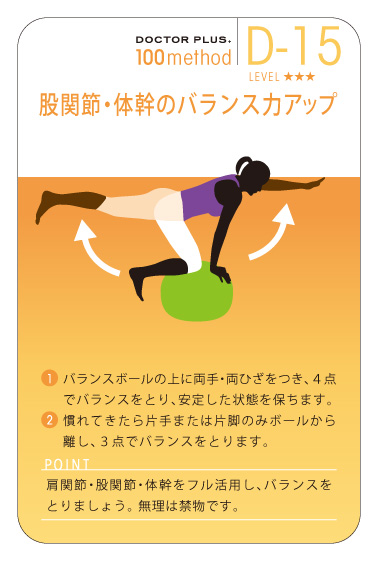 DOCTOR PLUS.
100method
D-15
LEVEL ★★★
股関節・体幹のバランス力アップ
1 バランスボールの上に両手・両ひざをつき、4点
でバランスをとり、安定した状態を保ちます。
2 慣れてきたら片手または片脚のみボールから
離し、3点でバランスをとります。
POINT
肩関節・股関節・体幹をフル活用し、バランスを
とりましょう。無理は禁物です。